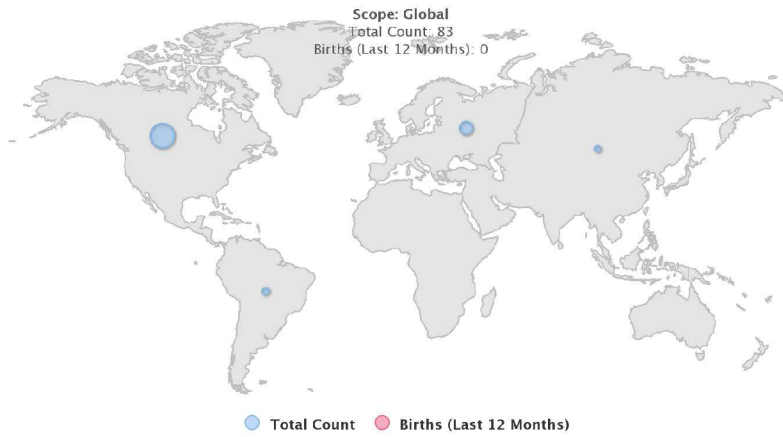 Scope: Global
Total Count: 83
Births (Last 12 Months): 0
Total Count
Births (Last 12 Months)